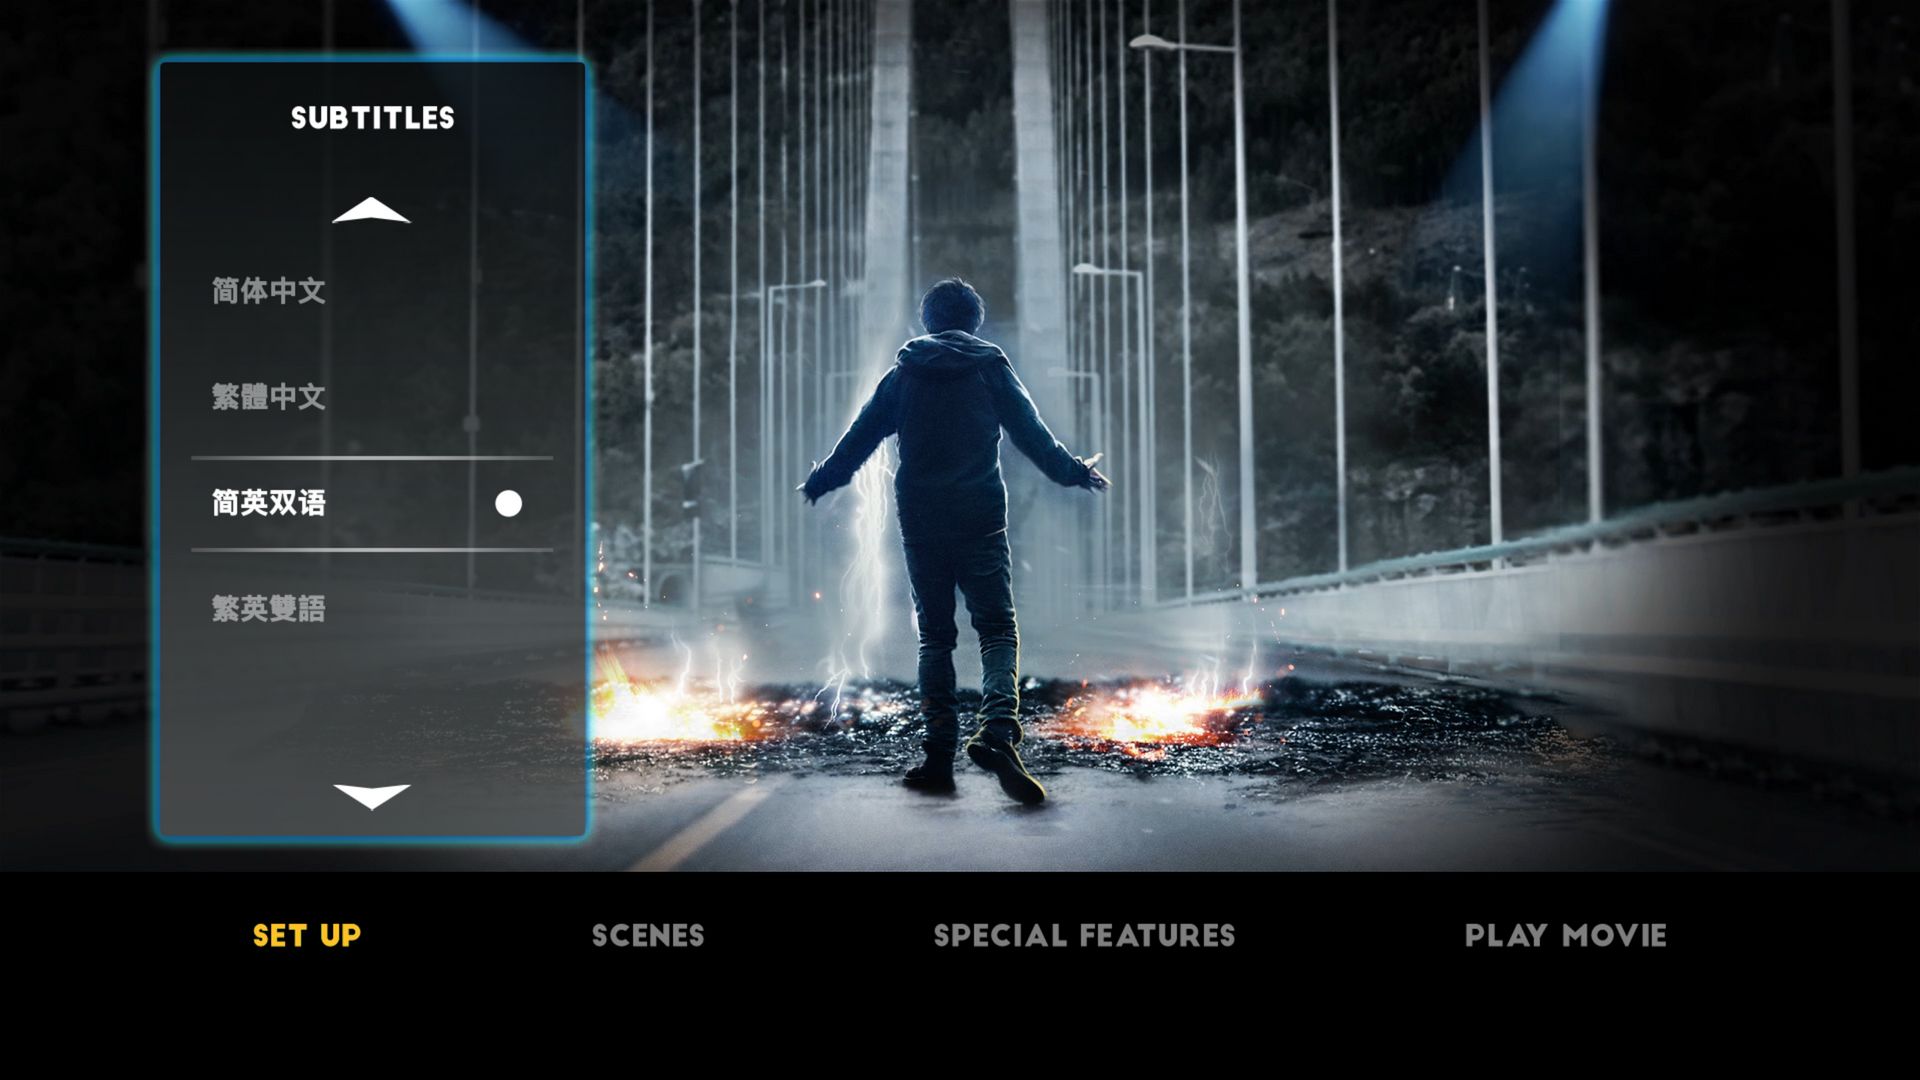 SUBTITLES
简体中文
繁體中文
简英双语
繁英雙語
SET UP
SCENES
SPECIAL FEATURES
PLAY MOVIE